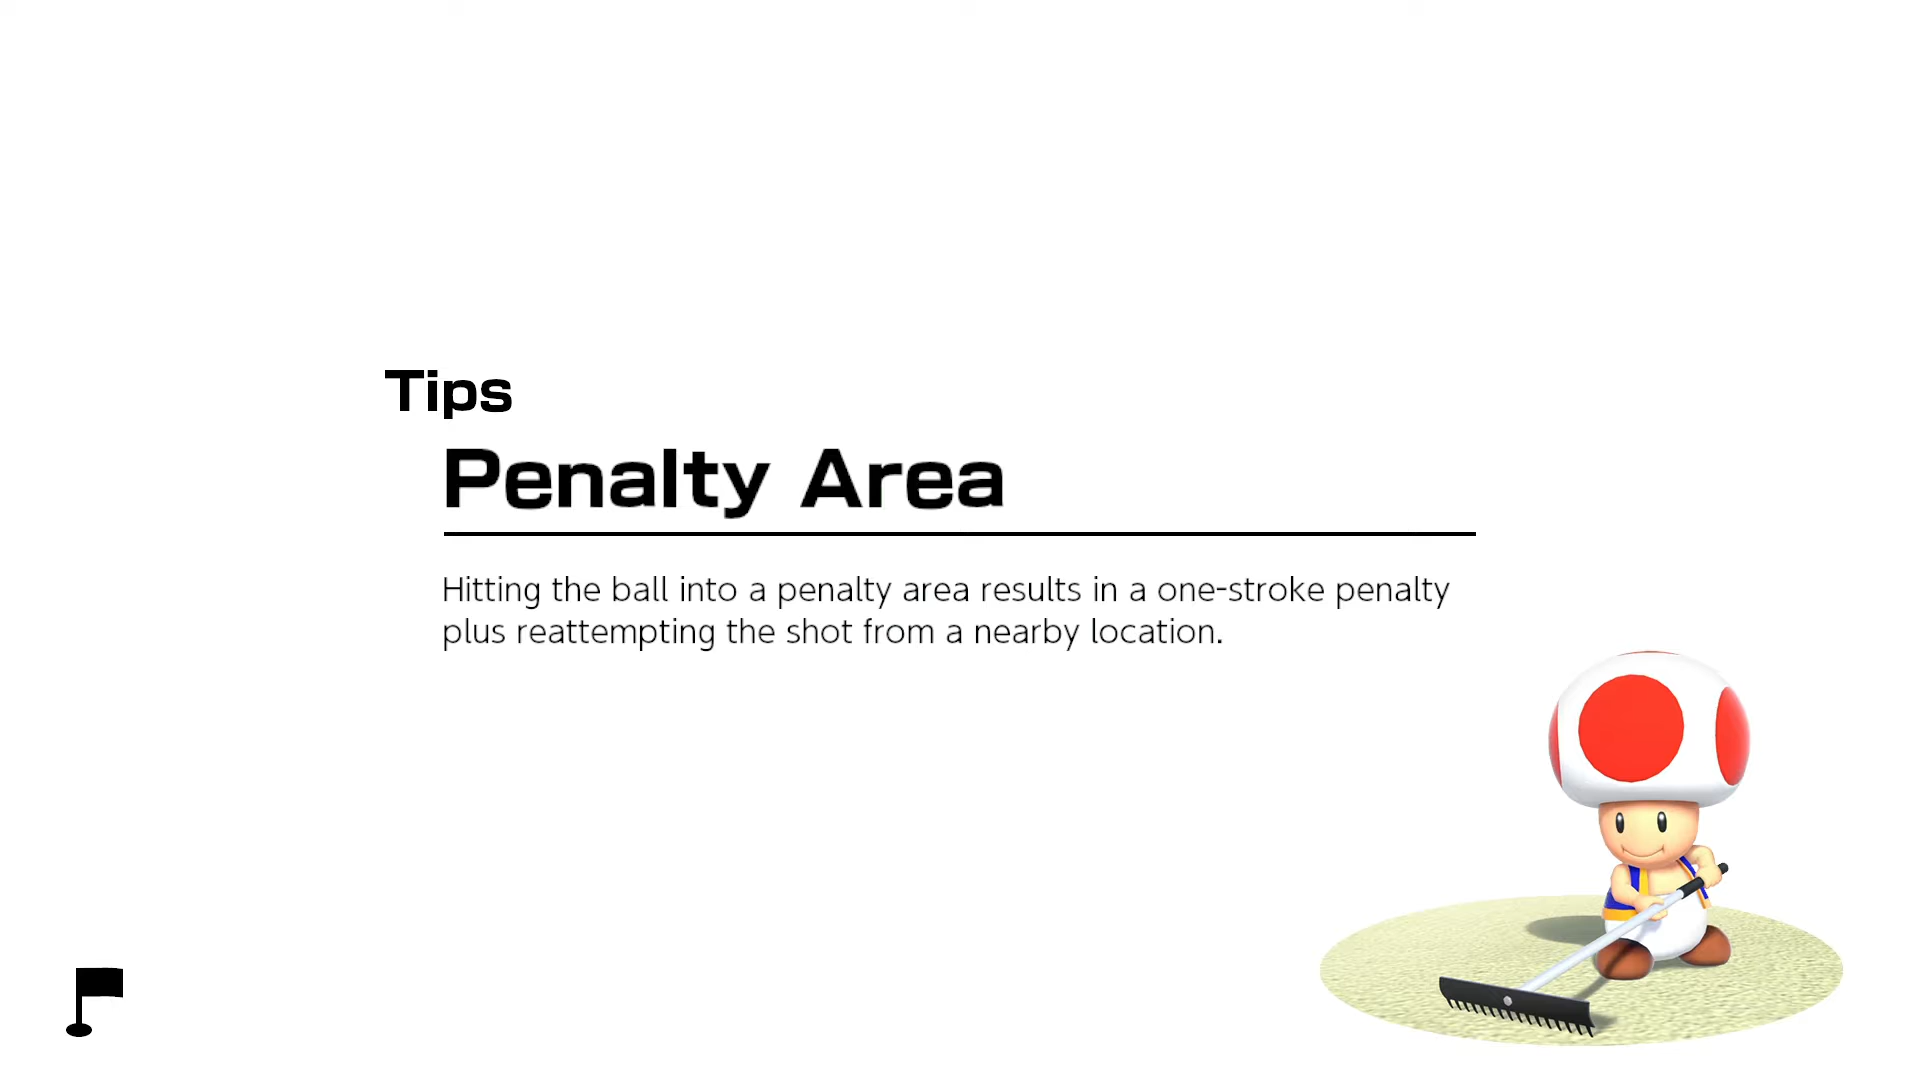 Tips
Penalty Area
Hitting the ball into a penalty area results in a one-stroke penalty
plus reattempting the shot from a nearby location.